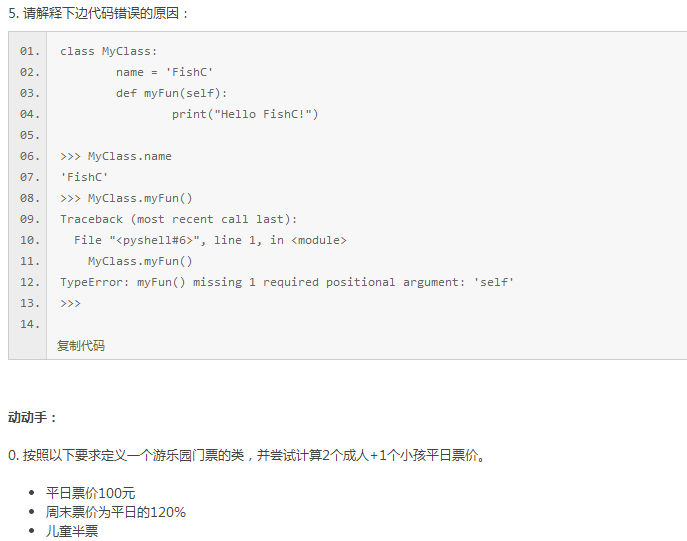 5. 请解释下边代码错误的原因：
01. class MyClass:
02.         name = 'FishC'
03.         def myFun(self):
04.                 print("Hello FishC!")
05.
06. >>> MyClass.name
07. 'FishC'
08. >>> MyClass.myFun()
09. Traceback (most recent call last):
10.   File "<pyshell#6>", line 1, in <module>
11.     MyClass.myFun()
12. TypeError: myFun() missing 1 required positional argument: 'self'
13. >>>
14.
复制代码
动动手：
0. 按照以下要求定义一个游乐园门票的类，并尝试计算2个成人+1个小孩平日票价。
• 平日票价100元
• 周末票价为平日的120%
• 儿童半票